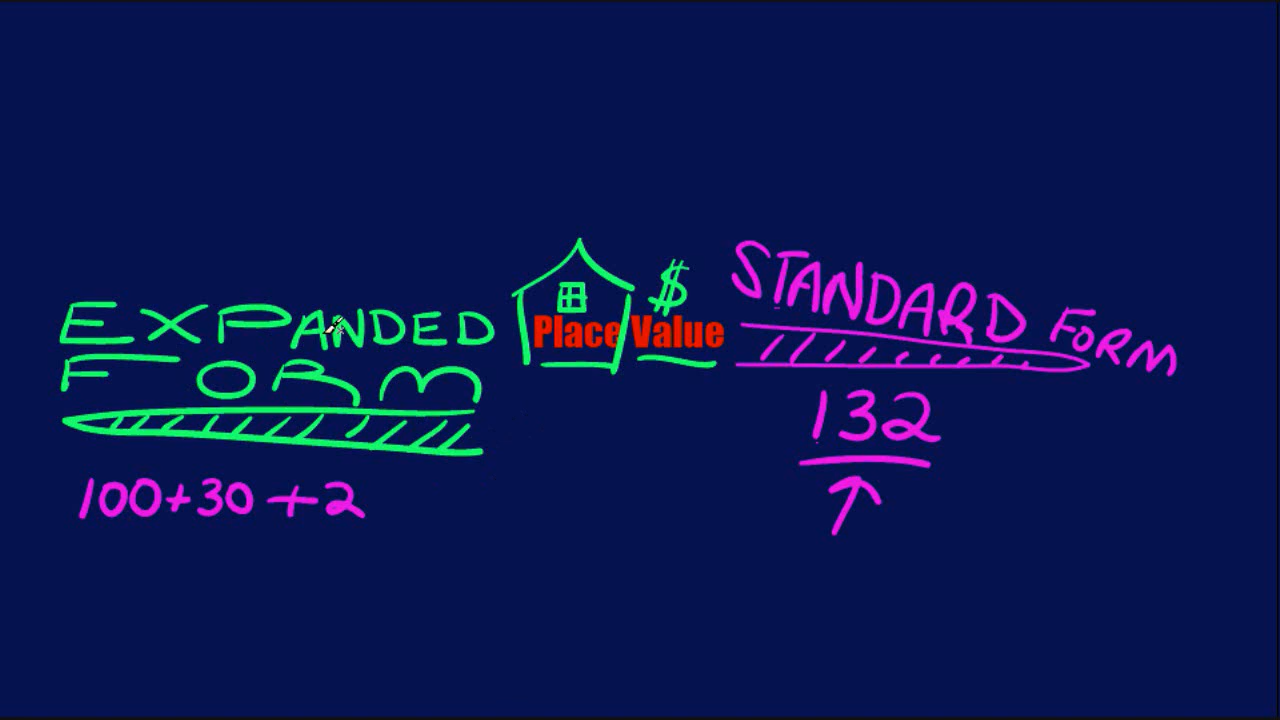 EXPANDED
FORM
100+30+2
$
Place Value
STANDARD FORM
132